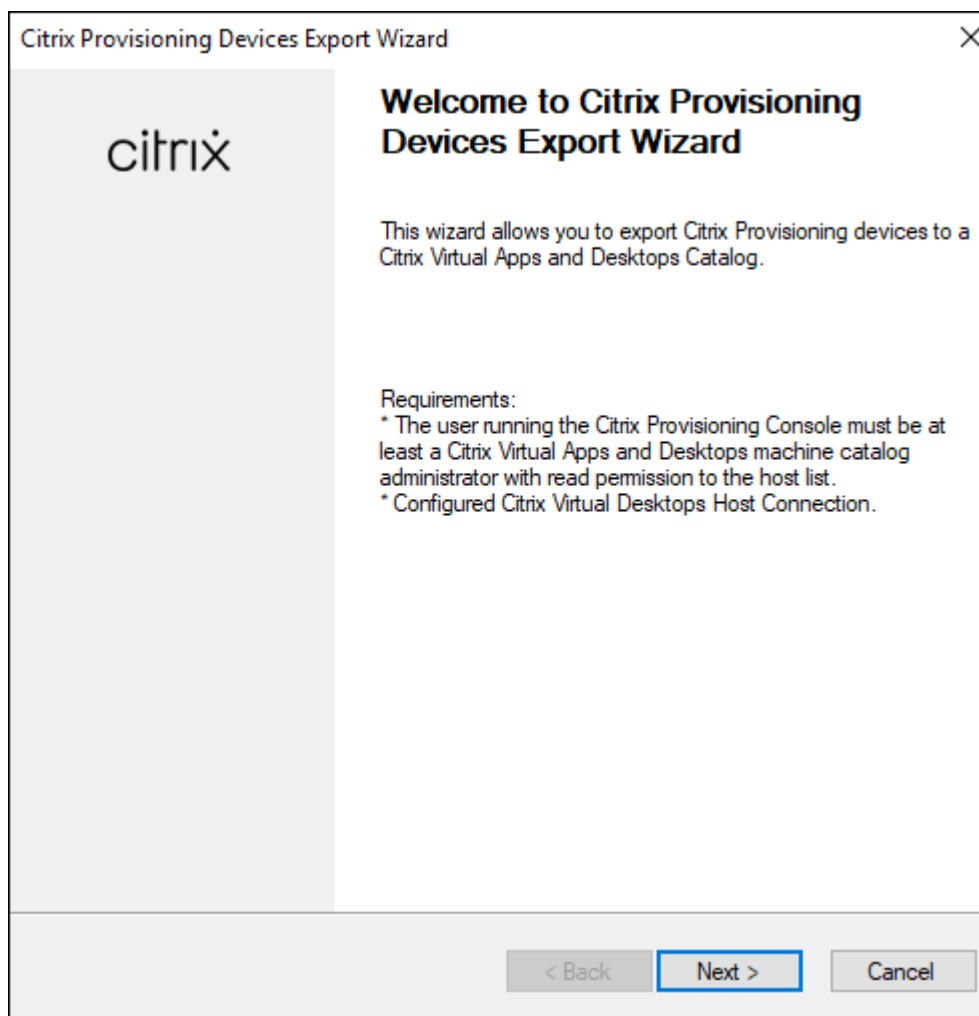 Citrix Provisioning Devices Export Wizard
citrix
Welcome to Citrix Provisioning
Devices Export Wizard
This wizard allows you to export Citrix Provisioning devices to a
Citrix Virtual Apps and Desktops Catalog.
Requirements:
* The user running the Citrix Provisioning Console must be at
least a Citrix Virtual Apps and Desktops machine catalog
administrator with read permission to the host list.
* Configured Citrix Virtual Desktops Host Connection.
< Back
Next >
Cancel